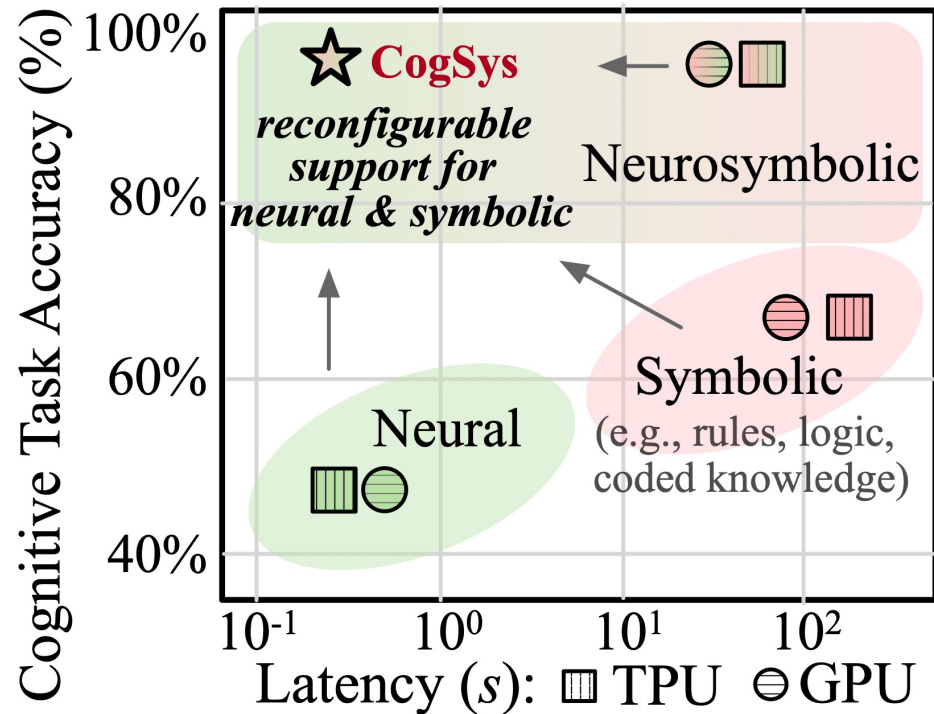 Cognitive Task Accuracy (%)
100%
80%
60%
40%
CogSys
reconfigurable
support for
neural & symbolic
Neurosymbolic
Symbolic
(e.g., rules, logic,
coded knowledge)
Neural
10⁻¹
10⁰
10¹
10²
Latency (s): TPU GPU